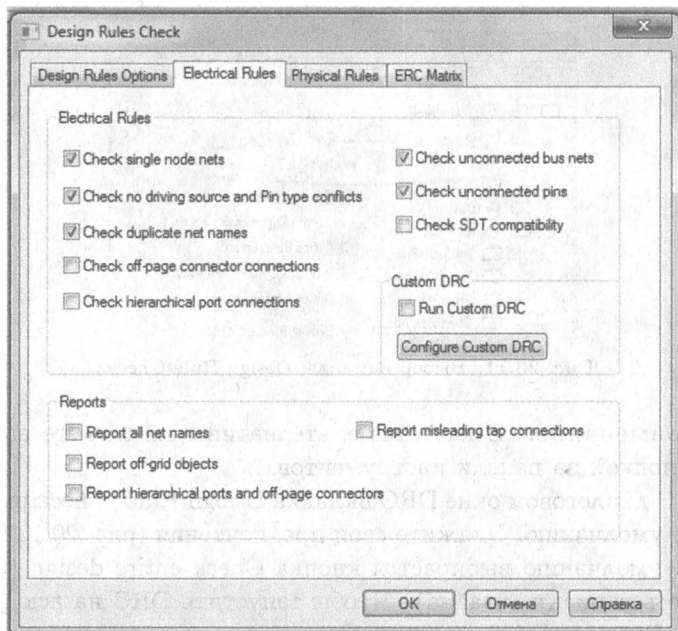 Design Rules Check
Design Rules Options Electrical Rules Physical Rules ERC Matrix
Electrical Rules
Check single node nets
Check no driving source and Pin type conflicts
Check duplicate net names
Check off-page connector connections
Check hierarchical port connections
Check unconnected bus nets
Check unconnected pins
Check SDT compatibility
Custom DRC
Run Custom DRC
Configure Custom DRC
Reports
Report all net names
Report off-grid objects
Report hierarchical ports and off-page connectors
Report misleading tap connections
OK Отмена Справка